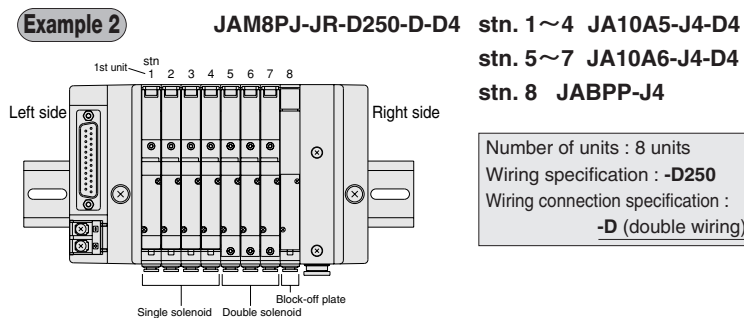 Example 2
JAM8PJ-JR-D250-D-D4 stn. 1～4 JA10A5-J4-D4
stn. 5～7 JA10A6-J4-D4
stn. 8 JABPP-J4
1st unit
stn
1 2 3 4 5 6 7 8
Left side
Right side
Number of units : 8 units
Wiring specification : -D250
Wiring connection specification :
-D (double wiring)
Block-off plate
Single solenoid Double solenoid